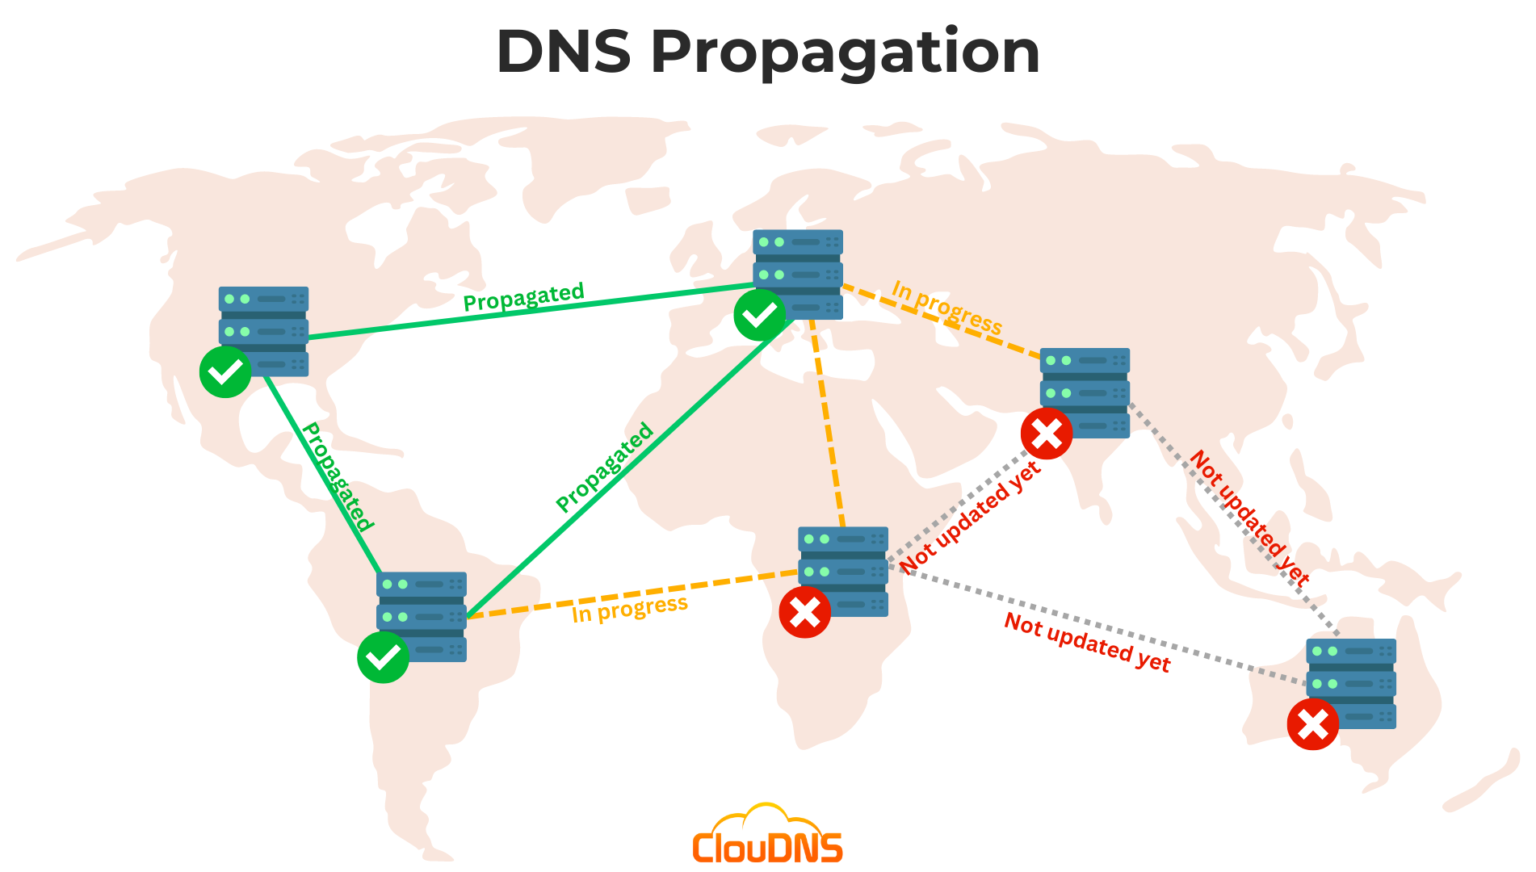 DNS Propagation
Propagated
In progress
Propagated
Propagated
In progress
Not updated yet
Not updated yet
Not updated yet
ClouDNS